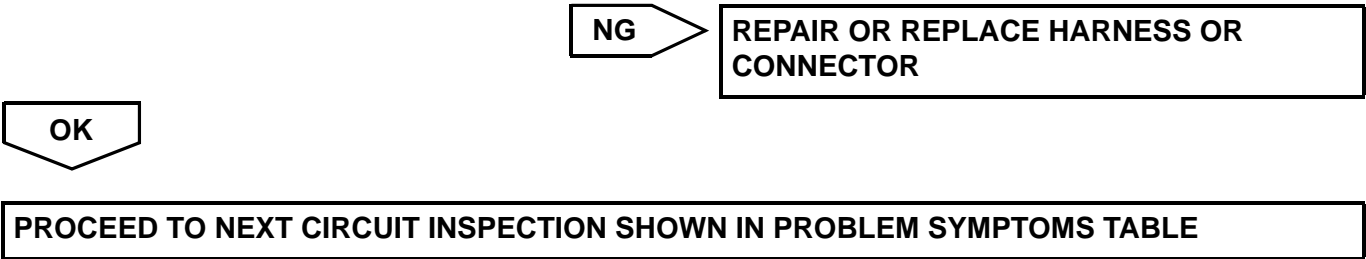 NG
REPAIR OR REPLACE HARNESS OR
CONNECTOR
OK
PROCEED TO NEXT CIRCUIT INSPECTION SHOWN IN PROBLEM SYMPTOMS TABLE